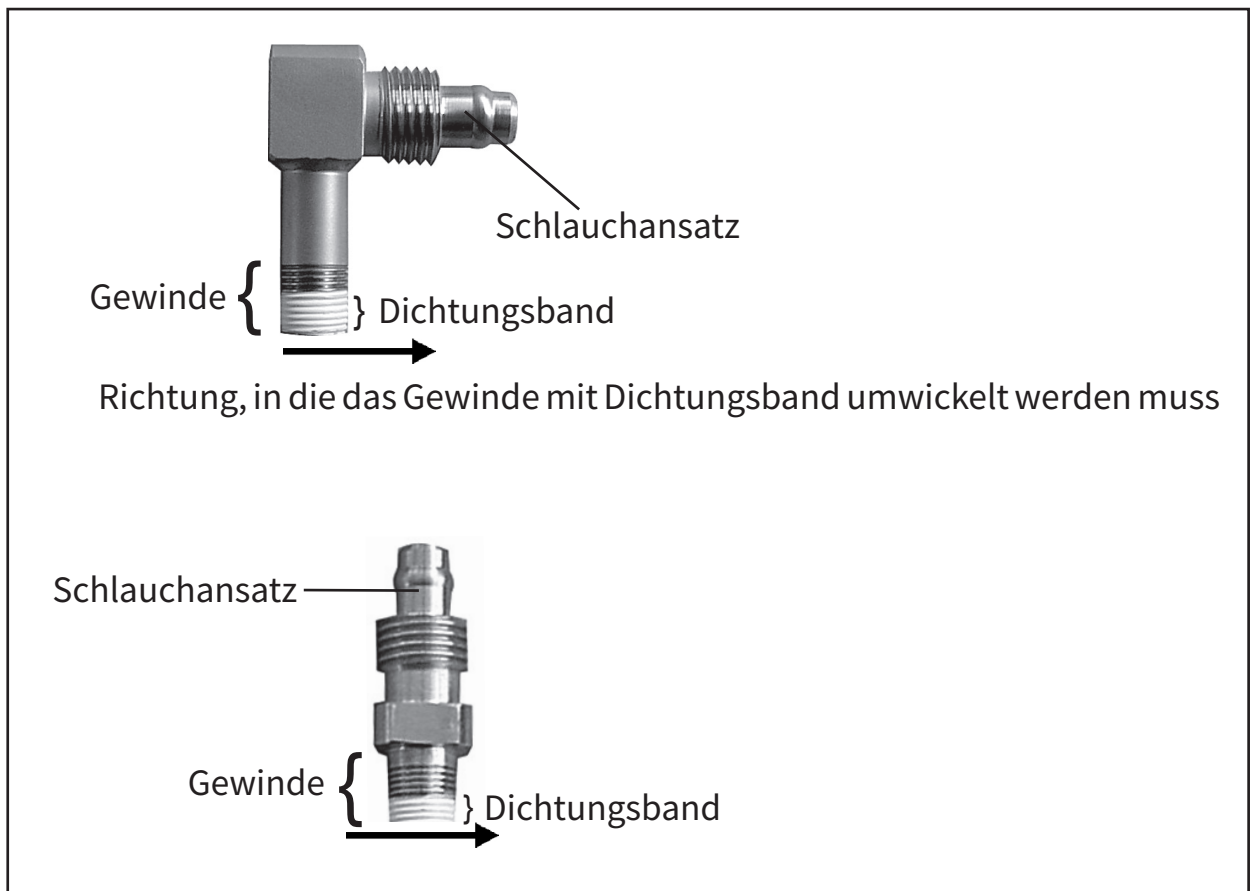 Schlauchansatz
Gewinde { } Dichtungsband
Richtung, in die das Gewinde mit Dichtungsband umwickelt werden muss
Schlauchansatz
Gewinde { } Dichtungsband